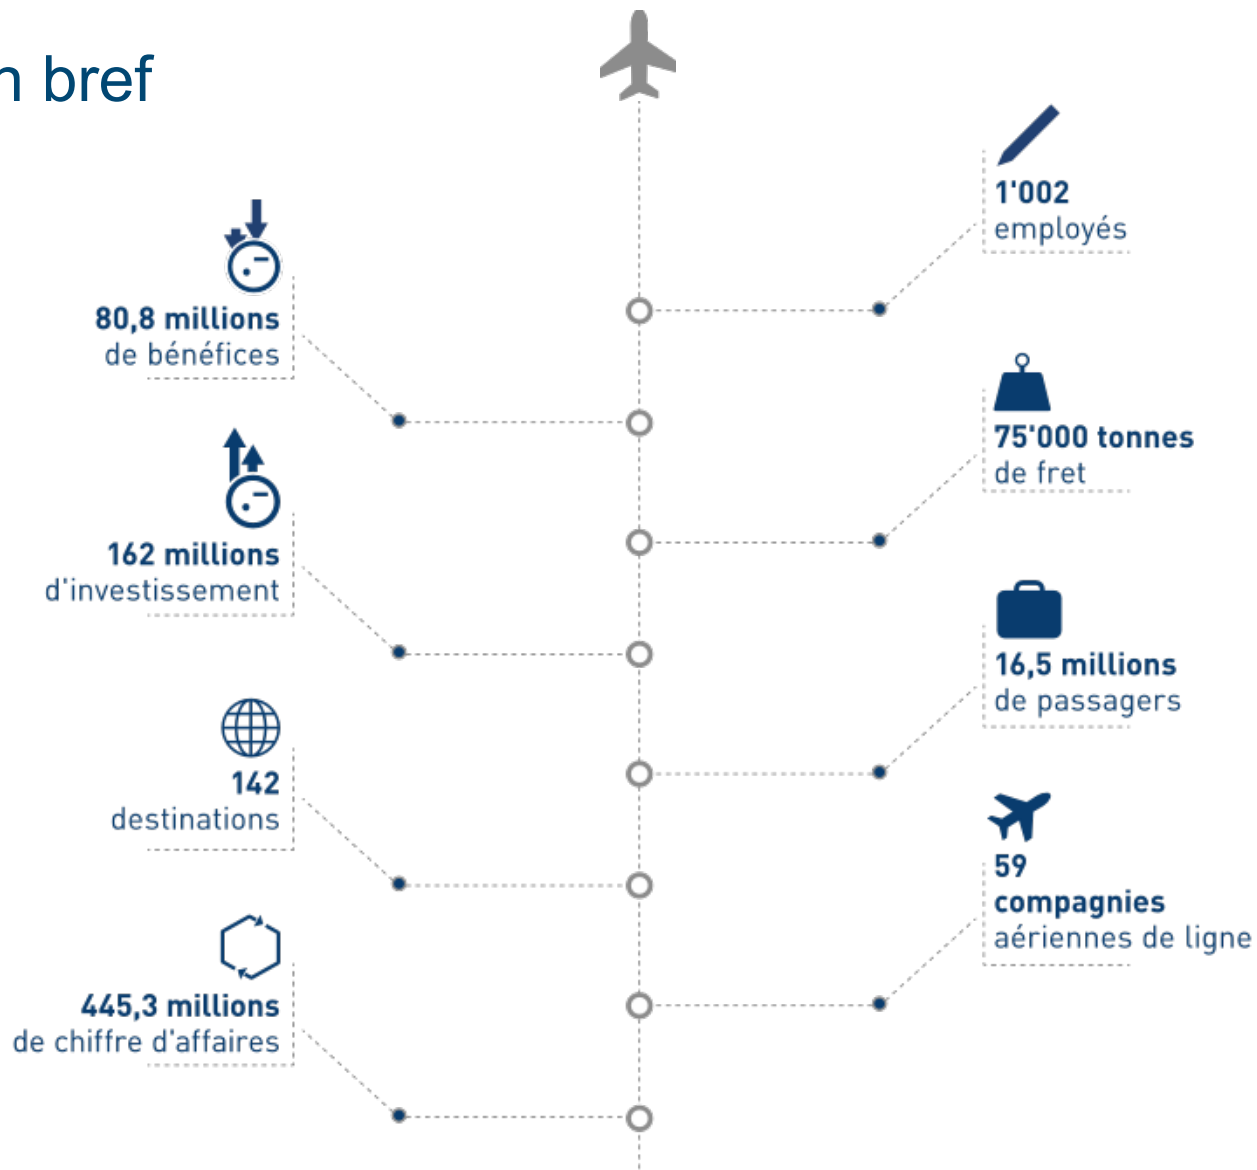 n bref
1'002
employés
80,8 millions
de bénéfices
75'000 tonnes
de fret
162 millions
d'investissement
16,5 millions
de passagers
142
destinations
59
compagnies
aériennes de ligne
445,3 millions
de chiffre d'affaires